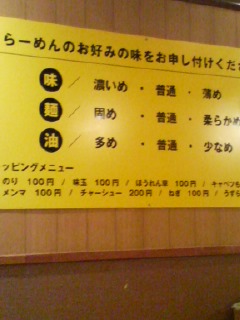 らーめんのお好みの味をお申し付けくださ
味 / 濃いめ ・ 普通 ・ 薄め
麺 / 固め ・ 普通 ・ 柔らかめ
油 / 多め ・ 普通 ・ 少なめ
ッピングメニュー
のり 100円 / 味玉 100円 / ほうれん草 100円 / キャベツ
メンマ 100円 / チャーシュー 200円 / ねぎ 100円 / うずら